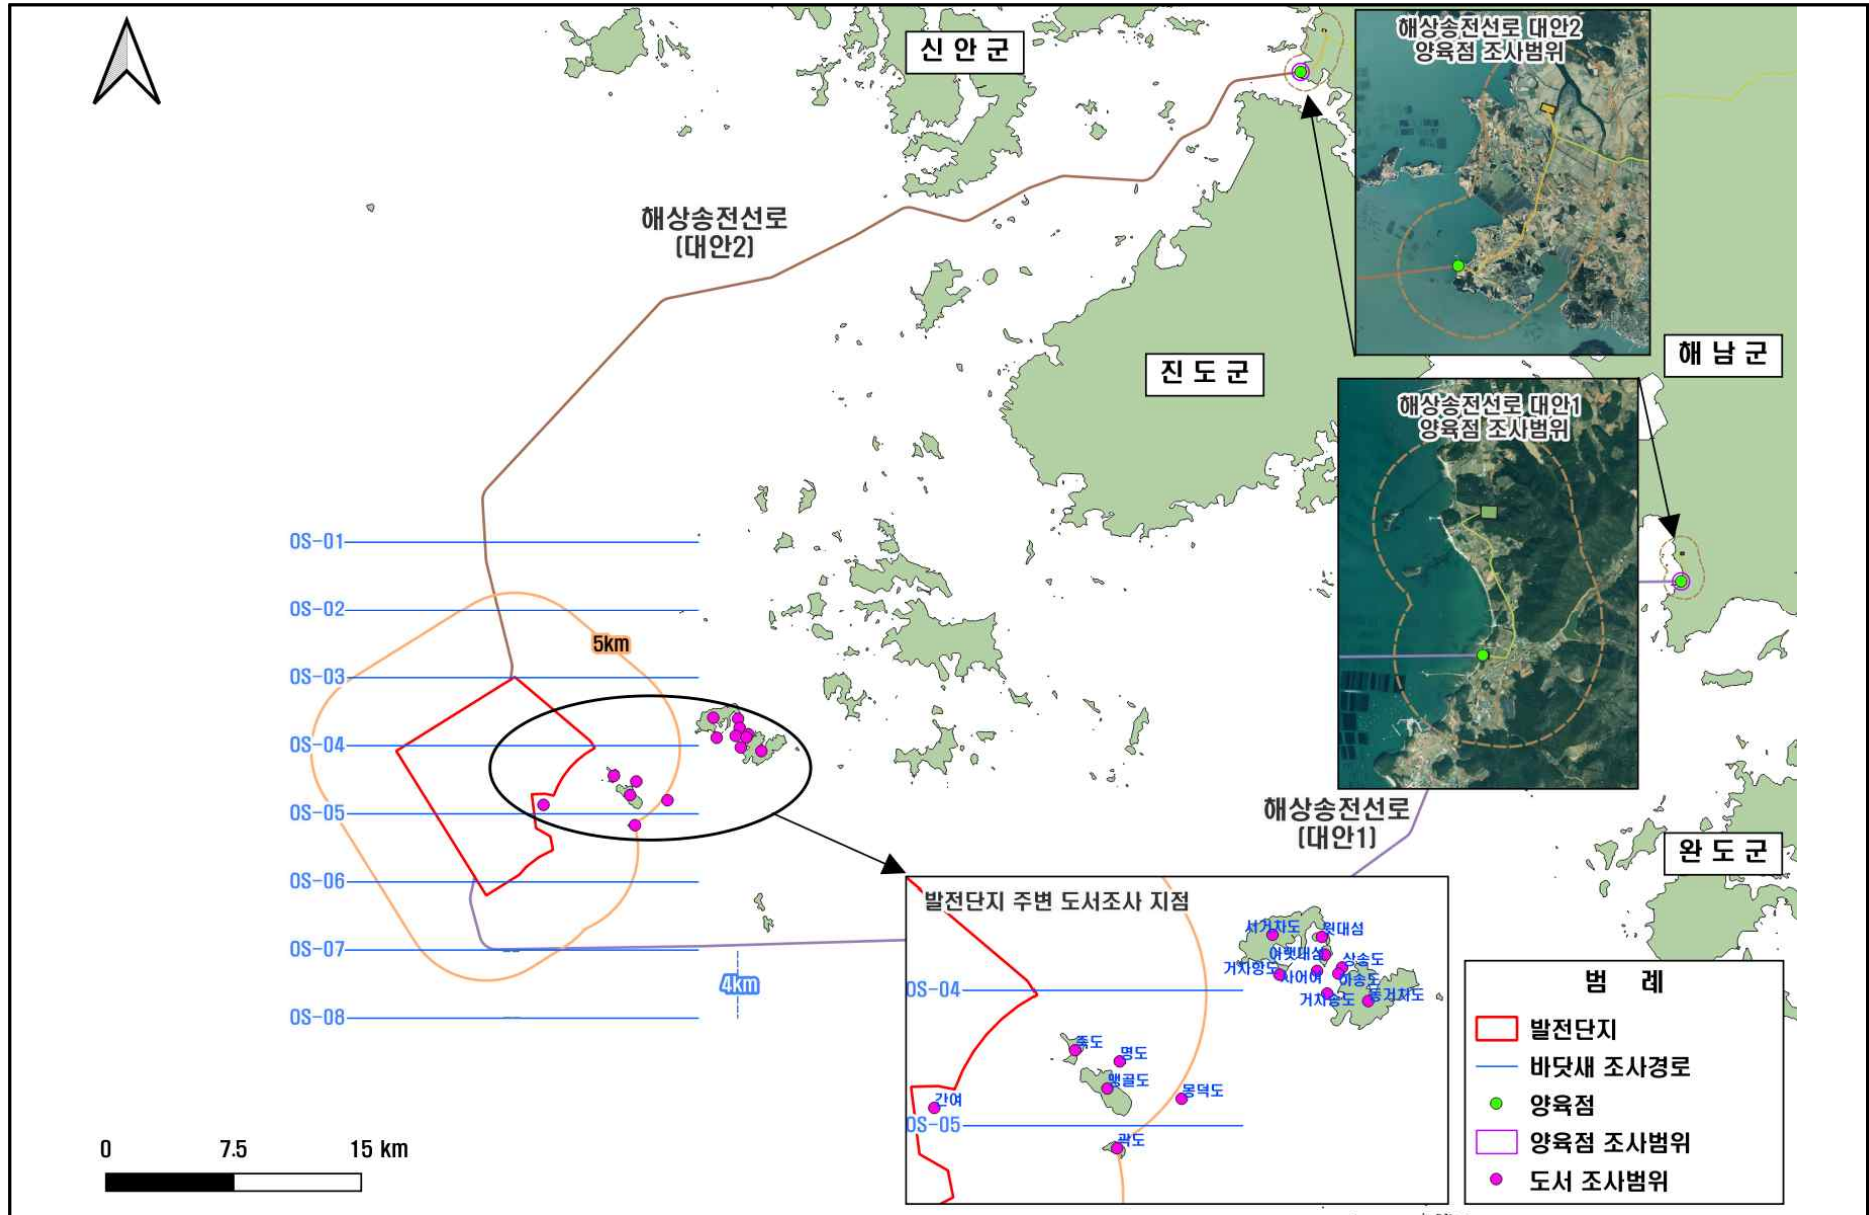 신 안 군
해상송전선로 대안2
양육점 조사범위
해상송전선로
(대안2)
해 남 군
진 도 군
해상송전선로 대안1
양육점 조사범위
OS-01
OS-02
5km
OS-03
OS-04
OS-05
해상송전선로
(대안1)
완 도 군
OS-06
발전단지 주변 도서조사 지점
서거차도
윗대섬
아랫대섬
상송도
거차항도
사어여
하송도
OS-04
거차송도
동거차도
OS-07
4km
OS-08
죽도
명도
맹골도
몽덕도
간여
OS-05
곽도
범 례
발전단지
바닷새 조사경로
양육점
양육점 조사범위
도서 조사범위
0 7.5 15 km